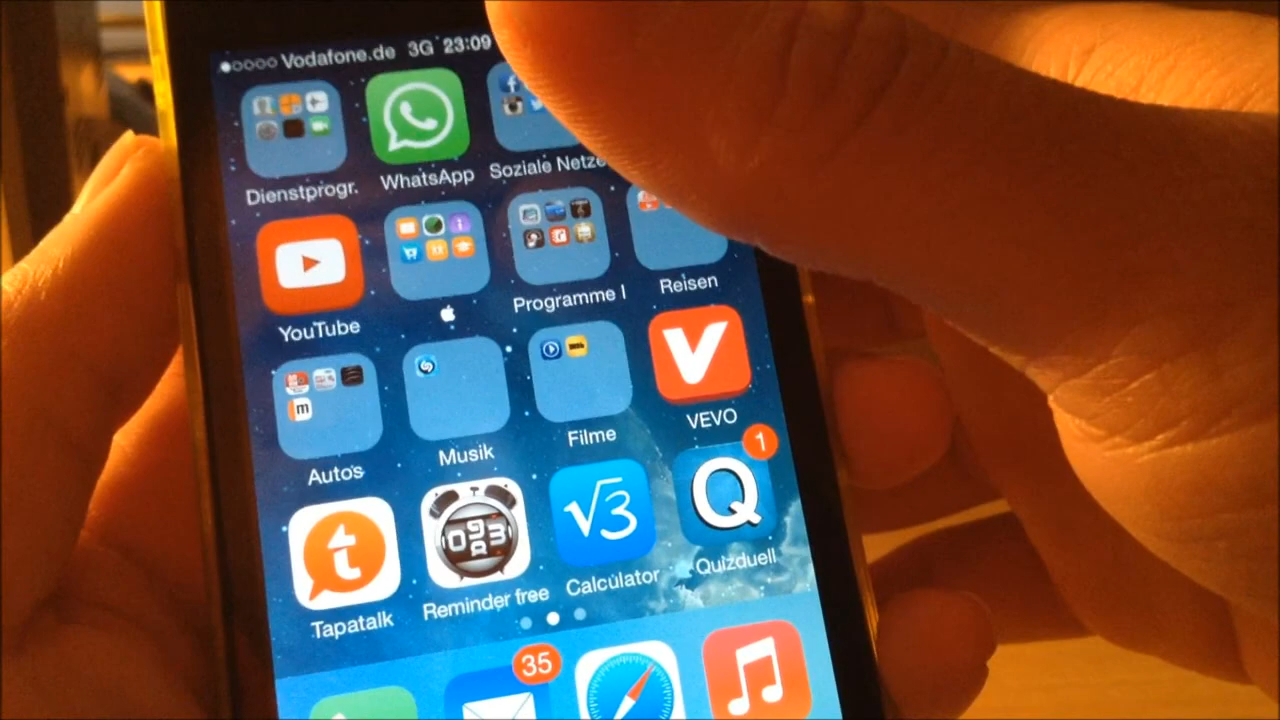 Vodafone.de 3G 23:09
Dienstprogr. WhatsApp Soziale Netze
YouTube Programme I Reisen
m
Autos Musik Filme VEVO
1
t √3 Q
Tapatalk Reminder free Calculator Quizduell
35